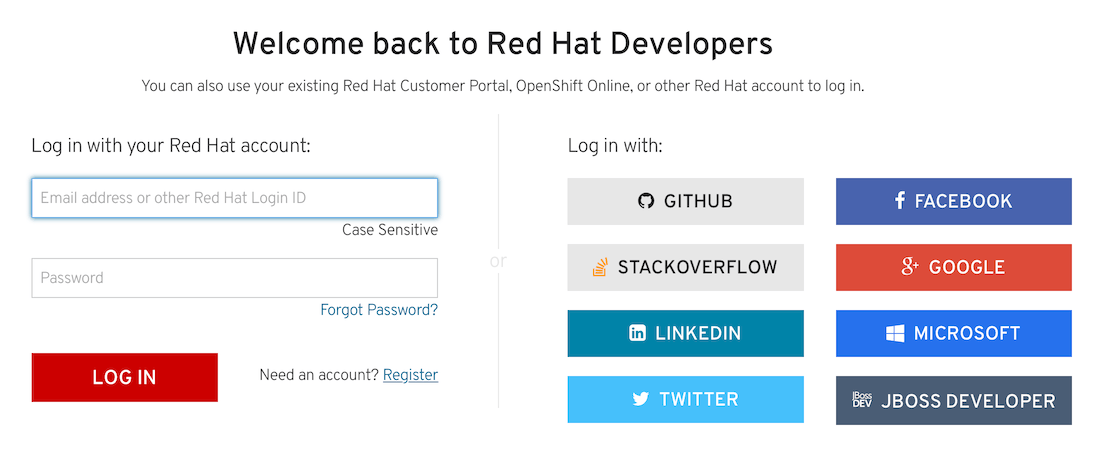 Welcome back to Red Hat Developers
You can also use your existing Red Hat Customer Portal, OpenShift Online, or other Red Hat account to log in.
Log in with your Red Hat account:
Email address or other Red Hat Login ID
Case Sensitive
Password
Forgot Password?
LOG IN
Need an account? Register
or
Log in with:
GITHUB
FACEBOOK
STACKOVERFLOW
g+ GOOGLE
LINKEDIN
MICROSOFT
TWITTER
JBoss
DEV
JBOSS DEVELOPER